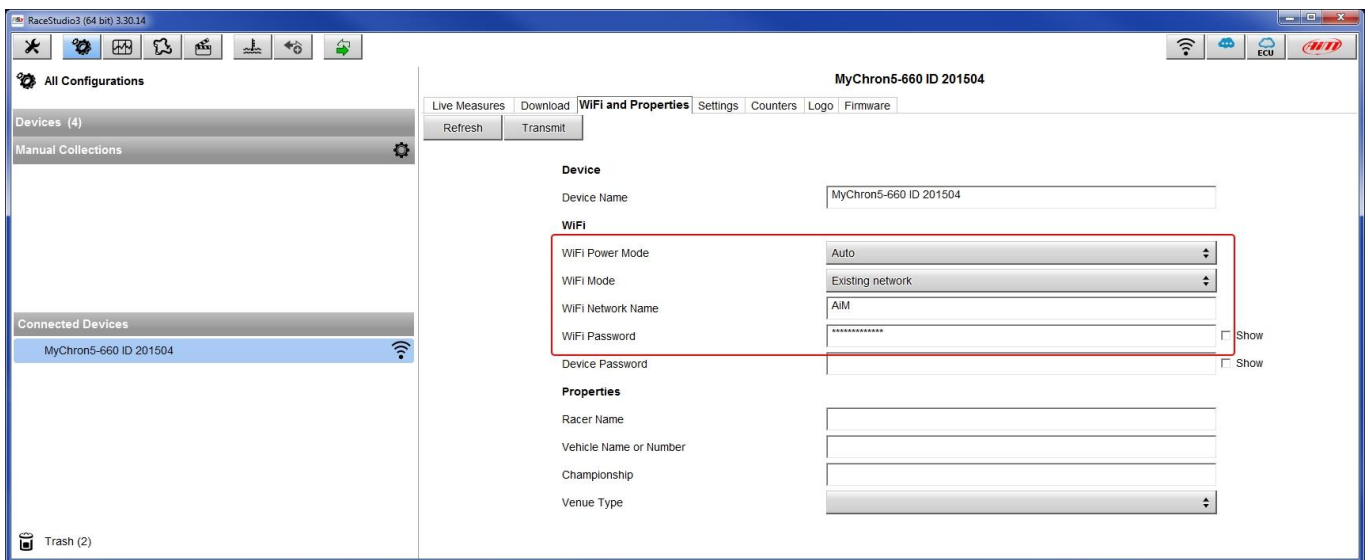 RaceStudio3 (64 bit) 3.30.14
ECU
AiM
All Configurations
MyChron5-660 ID 201504
Live Measures Download WiFi and Properties Settings Counters Logo Firmware
Devices (4)
Refresh Transmit
Manual Collections
Device
Device Name MyChron5-660 ID 201504
WiFi
WiFi Power Mode Auto
WiFi Mode Existing network
WiFi Network Name AiM
Connected Devices
WiFi Password ************* Show
MyChron5-660 ID 201504
Device Password Show
Properties
Racer Name
Vehicle Name or Number
Championship
Venue Type
Trash (2)